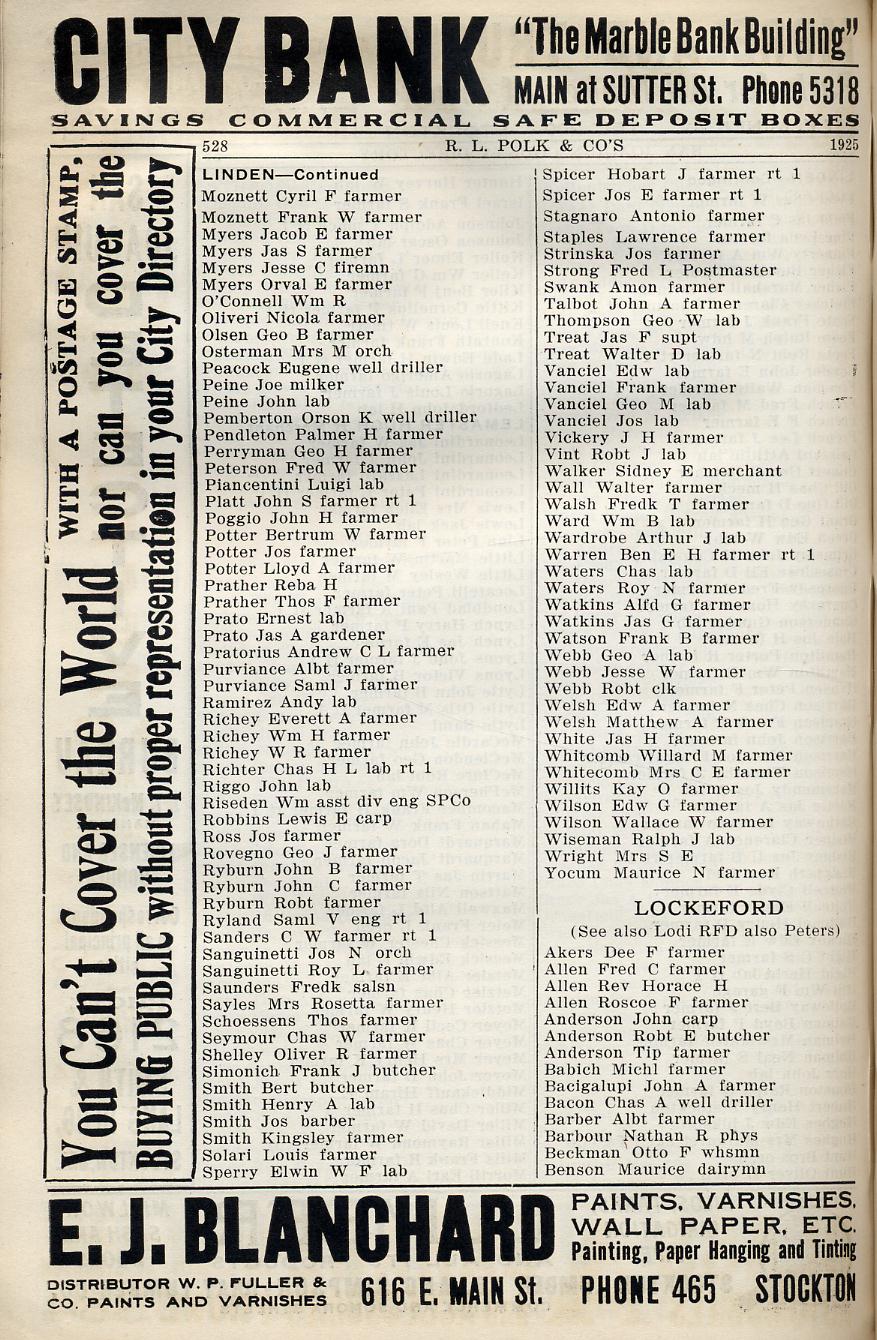 CITY BANK
"The Marble Bank Building"
MAIN at SUTTER St. Phone 5318
SAVINGS COMMERCIAL SAFE DEPOSIT BOXES
528 R. L. POLK & CO'S 1925
You Can't Cover the World WITH A POSTAGE STAMP, nor can you cover the
BUYING PUBLIC without proper representation in your City Directory
LINDEN—Continued
Moznett Cyril F farmer
Moznett Frank W farmer
Myers Jacob E farmer
Myers Jas S farmer
Myers Jesse C firemn
Myers Orval E farmer
O'Connell Wm R
Oliveri Nicola farmer
Olsen Geo B farmer
Osterman Mrs M orch
Peacock Eugene well driller
Peine Joe milker
Peine John lab
Pemberton Orson K well driller
Pendleton Palmer H farmer
Perryman Geo H farmer
Peterson Fred W farmer
Piancentini Luigi lab
Platt John S farmer rt 1
Poggio John H farmer
Potter Bertrum W farmer
Potter Jos farmer
Potter Lloyd A farmer
Prather Reba H
Prather Thos F farmer
Prato Ernest lab
Prato Jas A gardener
Pratorius Andrew C L farmer
Purviance Albt farmer
Purviance Saml J farmer
Ramirez Andy lab
Richey Everett A farmer
Richey Wm H farmer
Richey W R farmer
Richter Chas H L lab rt 1
Riggo John lab
Riseden Wm asst div eng SPCo
Robbins Lewis E carp
Ross Jos farmer
Rovegno Geo J farmer
Ryburn John B farmer
Ryburn John C farmer
Ryburn Robt farmer
Ryland Saml V eng rt 1
Sanders C W farmer rt 1
Sanguinetti Jos N orch
Sanguinetti Roy L farmer
Saunders Fredk salsn
Sayles Mrs Rosetta farmer
Schoessens Thos farmer
Seymour Chas W farmer
Shelley Oliver R farmer
Simonich Frank J butcher
Smith Bert butcher
Smith Henry A lab
Smith Jos barber
Smith Kingsley farmer
Solari Louis farmer
Sperry Elwin W F lab
Spicer Hobart J farmer rt 1
Spicer Jos E farmer rt 1
Stagnaro Antonio farmer
Staples Lawrence farmer
Strinska Jos farmer
Strong Fred L Postmaster
Swank Amon farmer
Talbot John A farmer
Thompson Geo W lab
Treat Jas F supt
Treat Walter D lab
Vanciel Edw lab
Vanciel Frank farmer
Vanciel Geo M lab
Vanciel Jos lab
Vickery J H farmer
Vint Robt J lab
Walker Sidney E merchant
Wall Walter farmer
Walsh Fredk T farmer
Ward Wm B lab
Wardrobe Arthur J lab
Warren Ben E H farmer rt 1
Waters Chas lab
Waters Roy N farmer
Watkins Alfd G farmer
Watkins Jas G farmer
Watson Frank B farmer
Webb Geo A lab
Webb Jesse W farmer
Webb Robt clk
Welsh Edw A farmer
Welsh Matthew A farmer
White Jas H farmer
Whitcomb Willard M farmer
Whitecomb Mrs C E farmer
Willits Kay O farmer
Wilson Edw G farmer
Wilson Wallace W farmer
Wiseman Ralph J lab
Wright Mrs S E
Yocum Maurice N farmer
LOCKEFORD
(See also Lodi RFD also Peters)
Akers Dee F farmer
Allen Fred C farmer
Allen Rev Horace H
Allen Roscoe F farmer
Anderson John carp
Anderson Robt E butcher
Anderson Tip farmer
Babich Michl farmer
Bacigalupi John A farmer
Bacon Chas A well driller
Barber Albt farmer
Barbour Nathan R phys
Beckman Otto F whsmn
Benson Maurice dairymn
E. J. BLANCHARD
PAINTS, VARNISHES,
WALL PAPER, ETC.
Painting, Paper Hanging and Tinting
DISTRIBUTOR W. P. FULLER &
CO. PAINTS AND VARNISHES
616 E. MAIN St. PHONE 465 STOCKTON